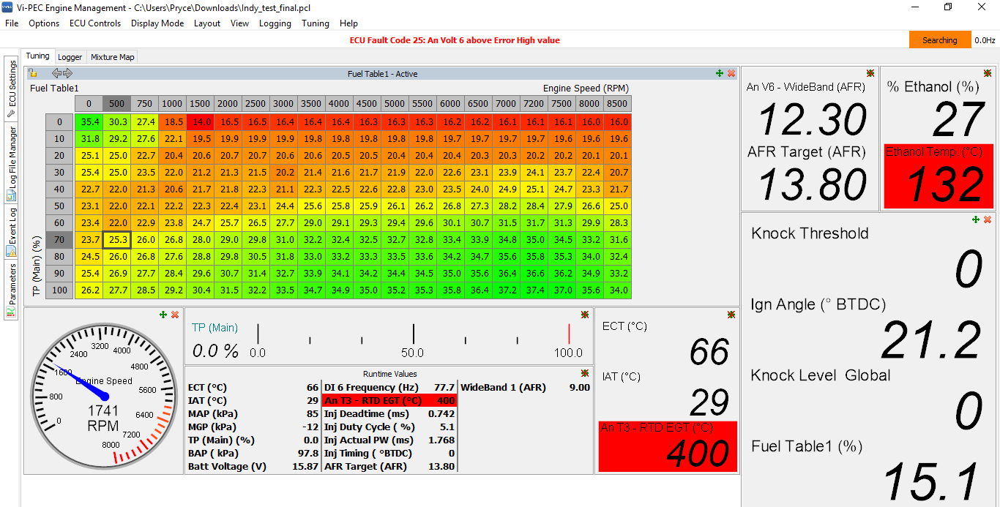 Vi-PEC Engine Management - C:\Users\Pryce\Downloads\Indy_test_final.pcl
File Options ECU Controls Display Mode Layout View Logging Tuning Help
ECU Fault Code 25: An Volt 6 above Error High value
Searching 0.0Hz
ECU Settings
Log File Manager
Event Log
Parameters
Tuning Logger Mixture Map
Fuel Table1 - Active
Fuel Table1 Engine Speed (RPM)
TP (Main) (%)
0 500 750 1000 1500 2000 2500 3000 4000 4500 5000 5500 6000 6500 7000 7200 7500 8000 8500
0 35.4 30.3 27.4 18.5 14.0 16.5 16.5 16.4 16.4 16.4 16.3 16.3 16.3 16.2 16.2 16.1 16.1 16.1 16.0 16.0
10 31.8 29.2 27.6 22.1 19.5 19.9 19.9 19.9 19.8 19.8 19.8 19.8 19.8 19.7 19.7 19.7 19.7 19.6 19.6 19.6
20 25.1 25.0 22.7 20.4 20.6 20.7 20.7 20.6 20.6 20.5 20.5 20.4 20.4 20.4 20.3 20.3 20.2 20.2 20.1 20.1
30 25.4 25.0 23.5 22.0 21.2 21.3 21.5 20.2 21.4 21.6 21.7 21.9 22.0 22.6 23.1 23.9 24.1 23.7 22.4 20.7
40 22.7 22.0 21.3 20.6 21.7 21.8 22.3 21.1 22.3 22.5 22.6 22.8 23.0 23.5 24.0 24.9 25.1 24.7 23.3 21.7
50 23.1 22.0 22.1 22.2 22.3 22.4 23.1 24.4 25.6 25.8 25.9 26.1 26.2 26.8 27.3 28.2 28.4 27.9 26.6 25.0
60 23.4 22.0 22.9 23.8 24.7 25.7 26.5 27.7 29.0 29.1 29.3 29.4 29.6 30.1 30.7 31.5 31.7 31.3 29.9 28.3
70 23.7 25.3 26.0 26.8 28.0 29.0 29.8 31.0 32.2 32.4 32.5 32.7 32.8 33.4 33.9 34.8 35.0 34.5 33.2 31.6
80 24.5 26.0 26.8 27.6 28.8 29.8 30.5 31.8 33.0 33.2 33.3 33.5 33.6 34.2 34.7 35.6 35.8 35.3 34.0 32.4
90 25.4 26.9 27.7 28.4 29.6 30.7 31.4 32.7 33.9 34.1 34.2 34.4 34.5 35.0 35.6 36.4 36.6 36.2 34.9 33.2
100 26.2 27.7 28.5 29.2 30.4 31.5 32.2 33.5 34.7 34.9 35.0 35.2 35.3 35.8 36.4 37.2 37.4 37.0 35.6 34.0
An V6 - WideBand (AFR)
12.30
AFR Target (AFR)
13.80
% Ethanol (%)
27
Ethanol Temp. (°C)
132
Knock Threshold
0
Ign Angle (° BTDC)
21.2
Knock Level Global
0
Fuel Table1 (%)
15.1
0 800 1600 2400 3200 4000 4800 5600 6400 7200 8000
Engine Speed
1741
RPM
TP (Main)
0.0 % 0.0 50.0 100.0
Runtime Values
ECT (°C) 66 DI 6 Frequency (Hz) 77.7 WideBand 1 (AFR) 9.00
IAT (°C) 29 An T3 - RTD EGT (°C) 400
MAP (kPa) 85 Inj Deadtime (ms) 0.742
MGP (kPa) -12 Inj Duty Cycle ( %) 5.1
TP (Main) (%) 0.0 Inj Actual PW (ms) 1.768
BAP ( kPa) 97.8 Inj Timing ( °BTDC) 0
Batt Voltage (V) 15.87 AFR Target (AFR) 13.80
ECT (°C)
66
IAT (°C)
29
An T3 - RTD EGT (°C)
400